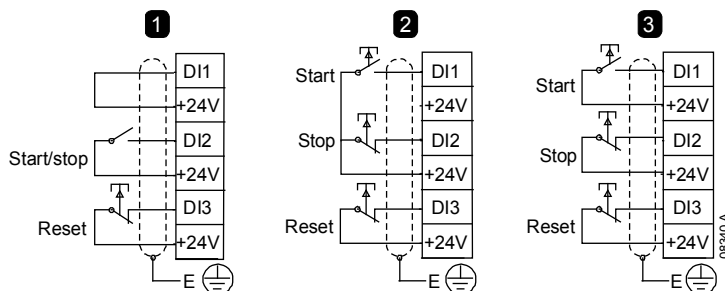 1
DI1
+24V
DI2
Start/stop
+24V
DI3
Reset
+24V
E
2
Start
DI1
+24V
Stop
DI2
+24V
DI3
Reset
+24V
E
3
Start
DI1
+24V
DI2
Stop
+24V
DI3
Reset
+24V
E
08340.A